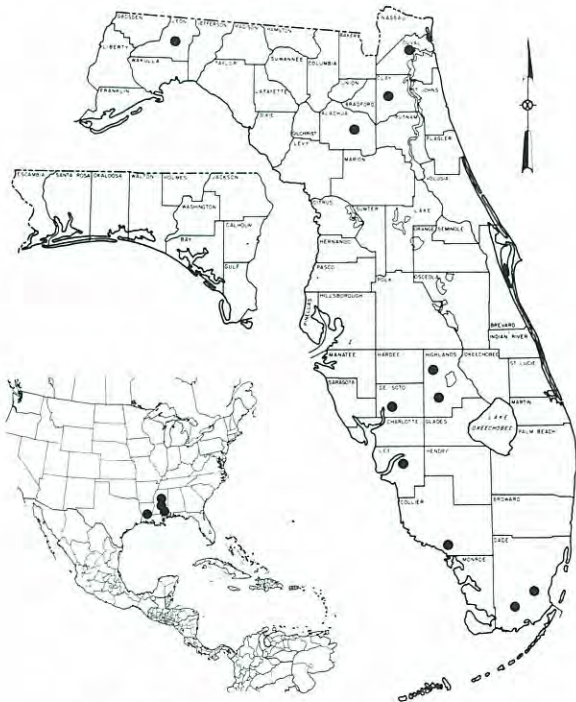 GADSDEN
LEON
JEFFERSON
MADISON
HAMILTON
BAKER
NASSAU
DUVAL
LIBERTY
WAKULLA
TAYLOR
SUWANNEE
COLUMBIA
UNION
BRADFORD
CLAY
ST. JOHNS
FRANKLIN
LAFAYETTE
DIXIE
GILCHRIST
ALACHUA
PUTNAM
FLAGLER
LEVY
MARION
VOLUSIA
ESCAMBIA
SANTA ROSA
OKALOOSA
WALTON
HOLMES
JACKSON
WASHINGTON
BAY
CALHOUN
GULF
CITRUS
SUMTER
LAKE
ORANGE
SEMINOLE
HERNANDO
PASCO
POLK
OSCEOLA
PINELLAS
HILLSBOROUGH
BREVARD
INDIAN RIVER
MANATEE
HARDEE
HIGHLANDS
OKEECHOBEE
ST. LUCIE
SARASOTA
DE SOTO
MARTIN
LAKE
OKEECHOBEE
CHARLOTTE
GLADES
PALM BEACH
LEE
HENDRY
COLLIER
BROWARD
DADE
MONROE